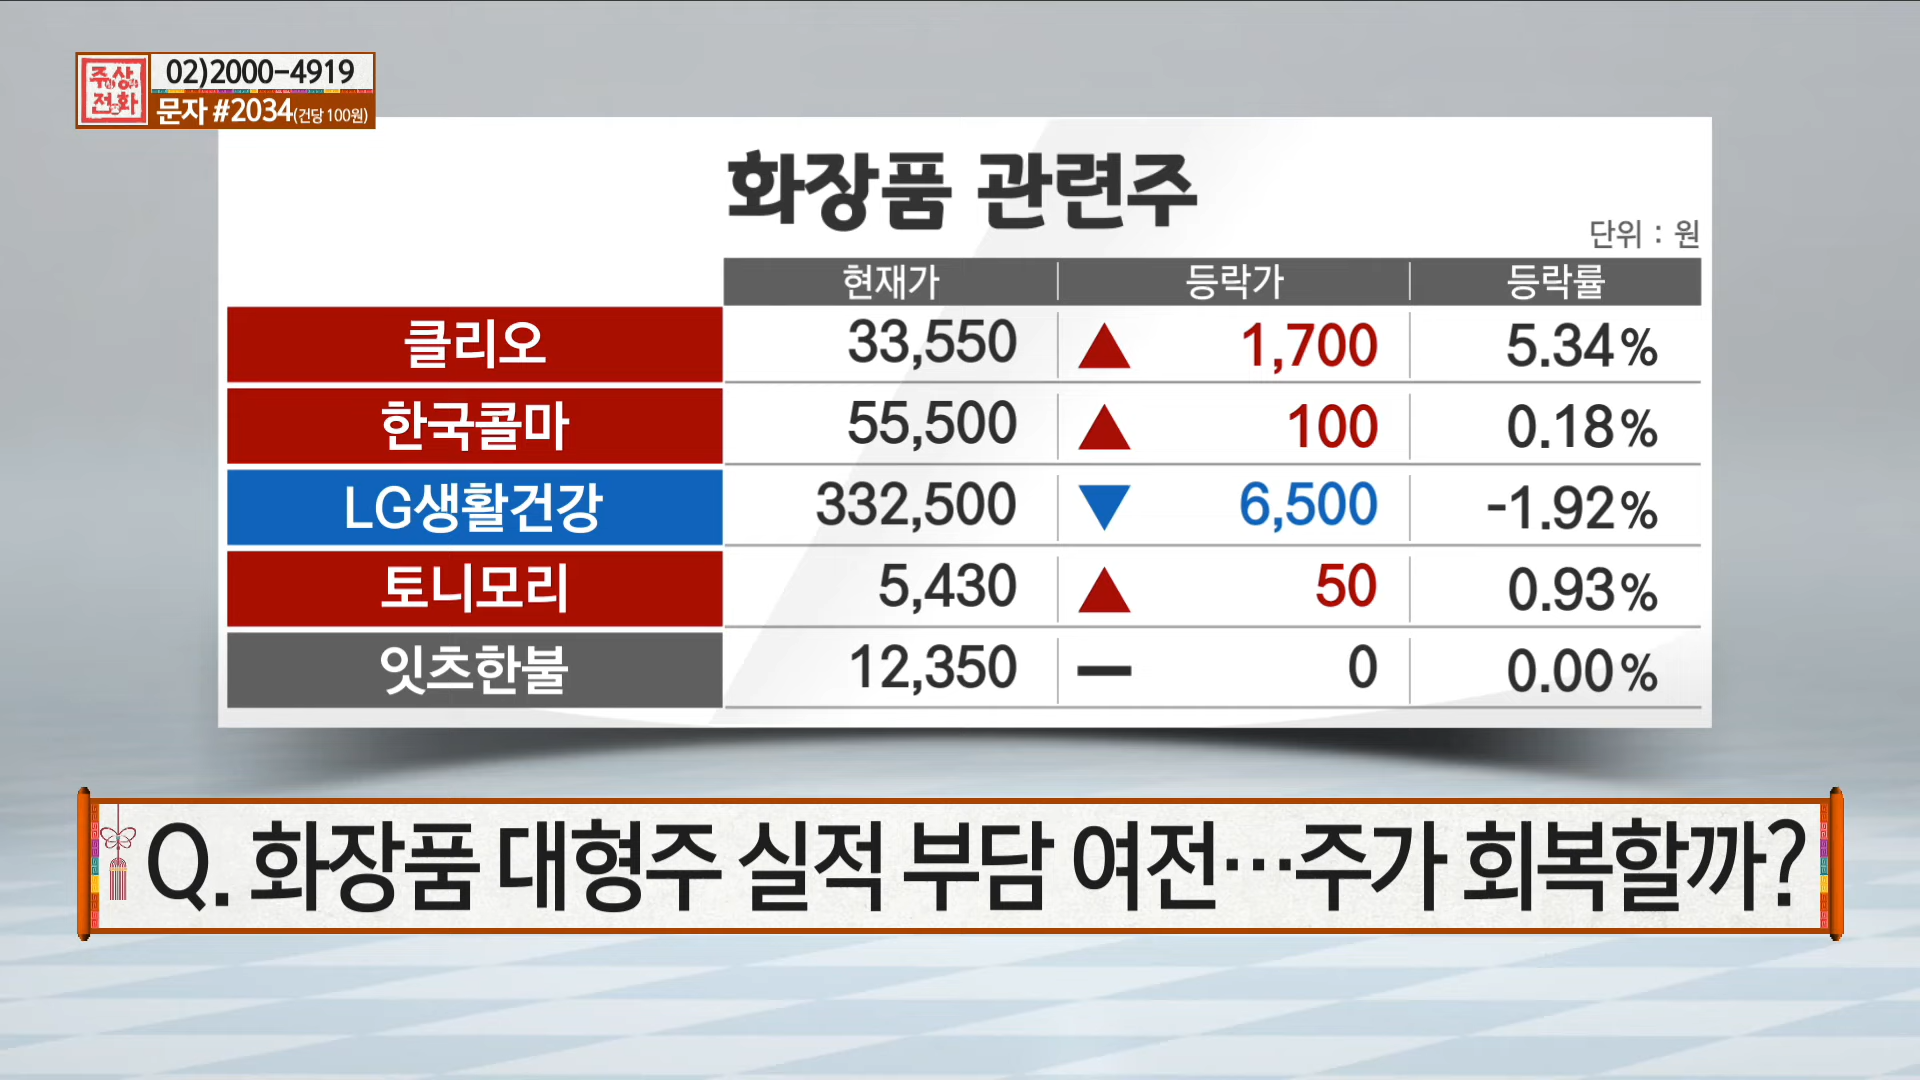 주상
전화
02)2000-4919
문자 #2034(건당 100원)
화장품 관련주
단위 : 원
현재가 등락가 등락률
클리오 33,550 ▲ 1,700 5.34%
한국콜마 55,500 ▲ 100 0.18%
LG생활건강 332,500 ▼ 6,500 -1.92%
토니모리 5,430 ▲ 50 0.93%
잇츠한불 12,350 ━ 0 0.00%
Q. 화장품 대형주 실적 부담 여전…주가 회복할까?